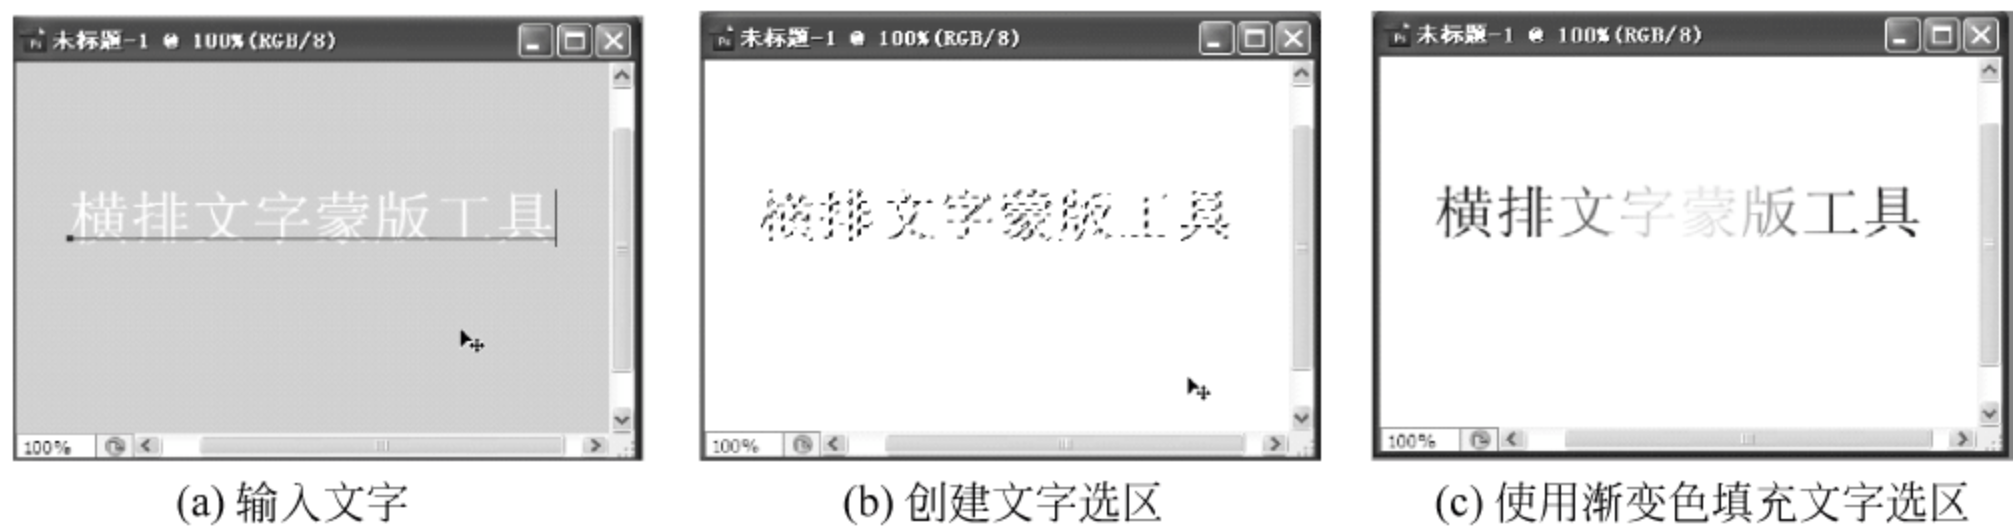 未标题-1 @ 100%(RGB/8)
横排文字蒙版工具
100%
(a) 输入文字
未标题-1 @ 100%(RGB/8)
横排文字蒙版工具
100%
(b) 创建文字选区
未标题-1 @ 100%(RGB/8)
横排文字蒙版工具
100%
(c) 使用渐变色填充文字选区